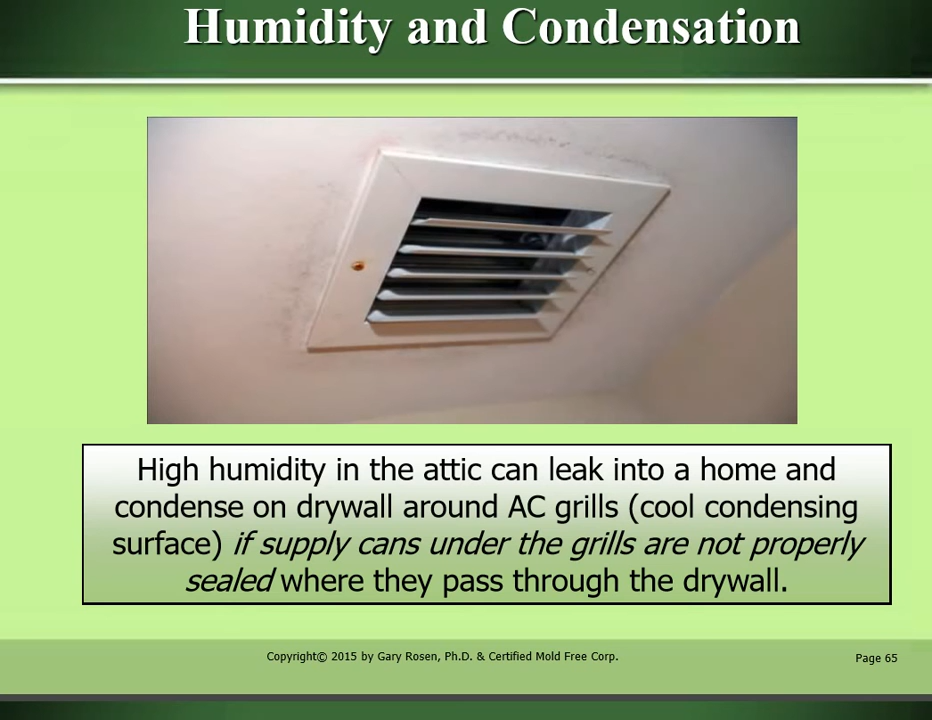 Humidity and Condensation
High humidity in the attic can leak into a home and
condense on drywall around AC grills (cool condensing
surface) if supply cans under the grills are not properly
sealed where they pass through the drywall.
Copyright© 2015 by Gary Rosen, Ph.D. & Certified Mold Free Corp.
Page 65